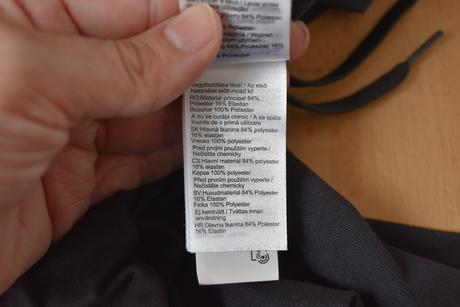 vegytisztítása tilos! / Az első
használat előtt mosd ki!
RO:Material principal 84%
Poliester 16% Elastan
Buzunar 100% Poliester
A nu se curăța chimic / A se spăla
înainte de o primă utilizare
SK:Hlavná tkanina 84% polyester
16% elastan
Vrecko 100% polyester
Pred prvým použitím vyperte /
Nečistite chemicky
CS:Hlavní materiál 84% polyester
16% elastan
Kapsa 100% polyester
Před prvním použitím vyperte /
Nečistěte chemicky
SV:Huvudmaterial 84% Polyester
16% Elastan
Ficka 100% Polyester
Ej kemtvätt / Tvättas innan
användning
HR:Glavna tkanina 84% Poliester
16% Elastin